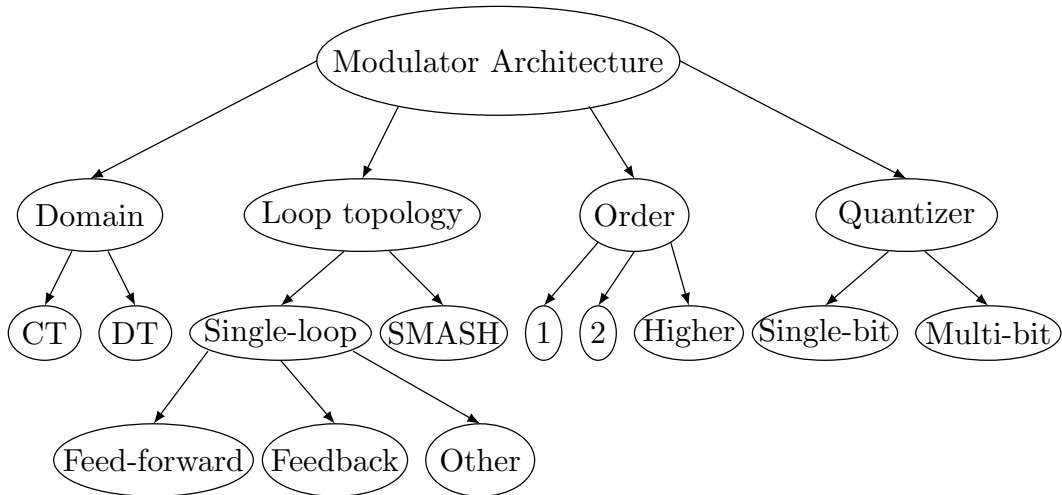 Modulator Architecture
Domain
Loop topology
Order
Quantizer
CT
DT
Single-loop
SMASH
1
2
Higher
Single-bit
Multi-bit
Feed-forward
Feedback
Other